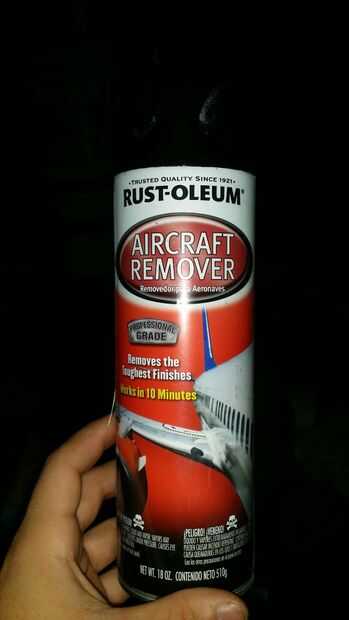 • TRUSTED QUALITY SINCE 1921 •
RUST-OLEUM®
AIRCRAFT
REMOVER
Removedor para Aeronaves
PROFESSIONAL
GRADE
Removes the
Toughest Finishes
Works in 10 Minutes
¡PELIGRO! ¡VENENO!
NET WT. 18 OZ. CONTENIDO NETO 510g